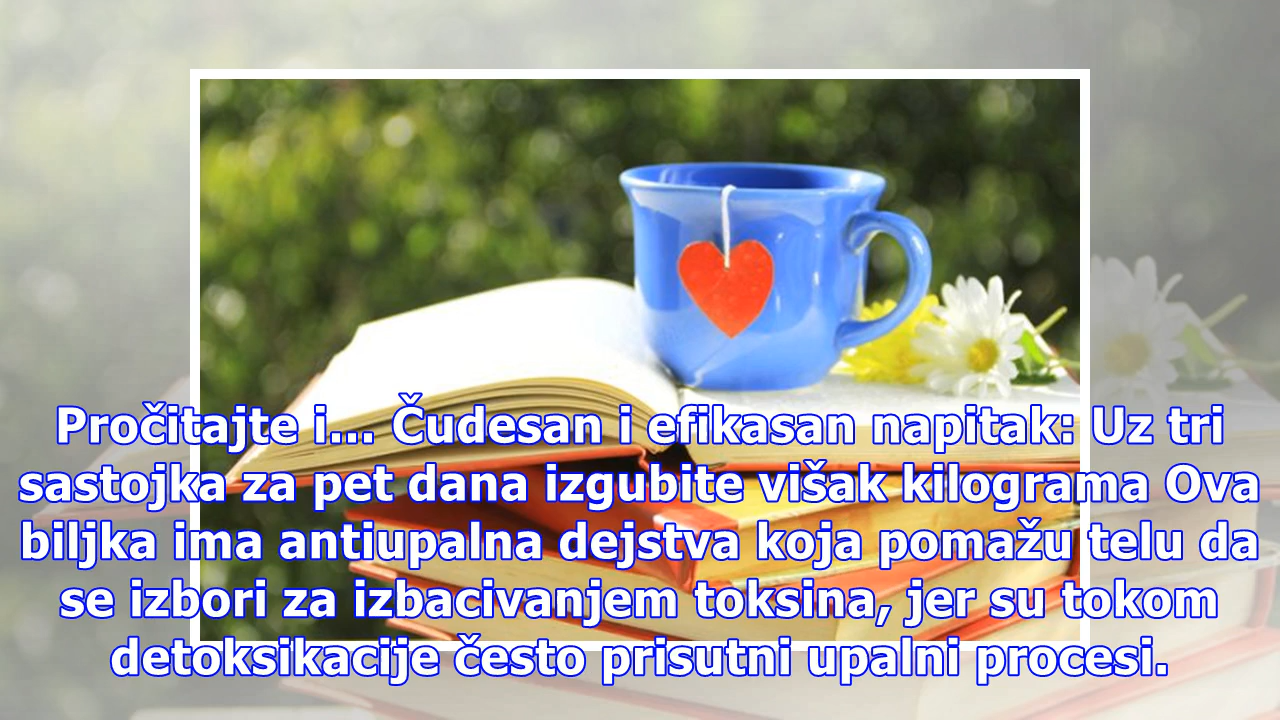 Pročitajte i... Čudesan i efikasan napitak: Uz tri
sastojka za pet dana izgubite višak kilograma Ova
biljka ima antiupalna dejstva koja pomažu telu da
se izbori za izbacivanjem toksina, jer su tokom
detoksikacije često prisutni upalni procesi.